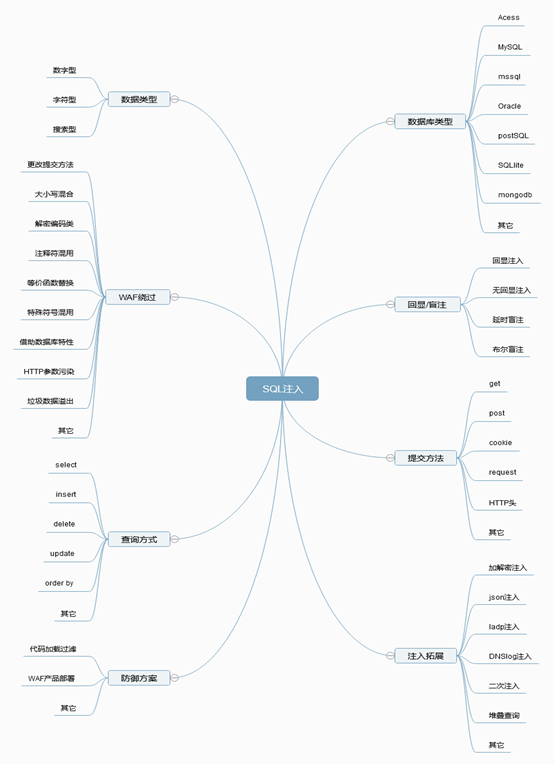 SQL注入
数据类型
数字型
字符型
搜素型
WAF绕过
更改提交方法
大小写混合
解密编码类
注释符混用
等价函数替换
特殊符号混用
借助数据库特性
HTTP参数污染
垃圾数据溢出
其它
查询方式
select
insert
delete
update
order by
其它
防御方案
代码加载过滤
WAF产品部署
其它
数据库类型
Acess
MySQL
mssql
Oracle
postSQL
SQLlite
mongodb
其它
回显/盲注
回显注入
无回显注入
延时盲注
布尔盲注
提交方法
get
post
cookie
request
HTTP头
其它
注入拓展
加解密注入
json注入
ladp注入
DNSlog注入
二次注入
堆叠查询
其它